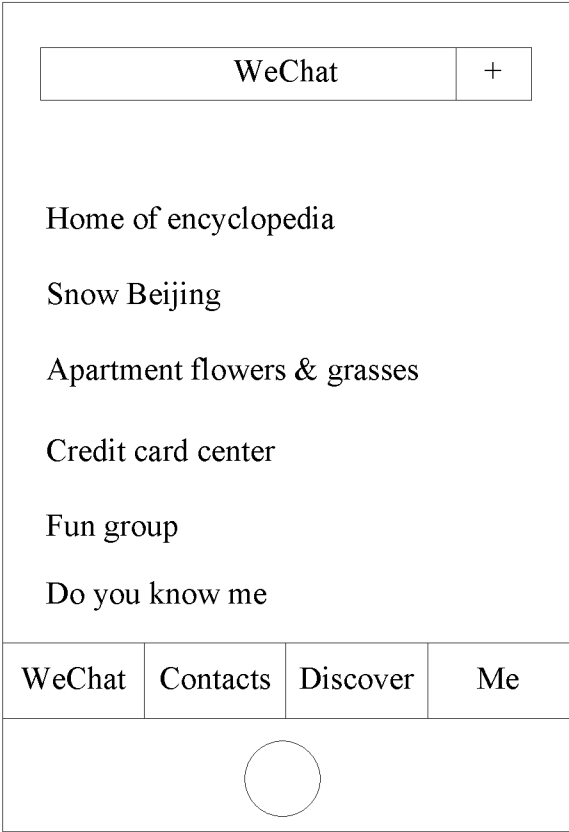 WeChat +
Home of encyclopedia
Snow Beijing
Apartment flowers & grasses
Credit card center
Fun group
Do you know me
WeChat Contacts Discover Me